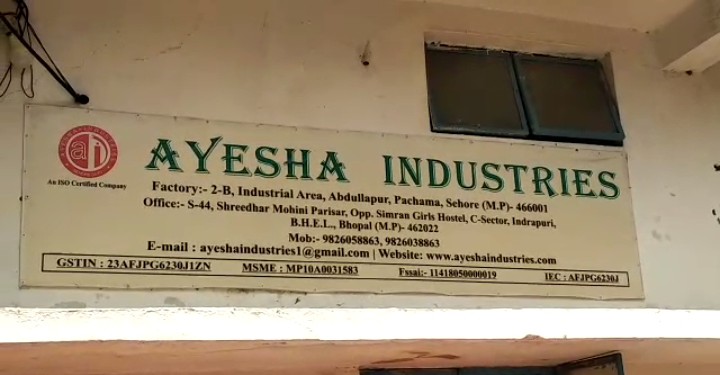 AYESHA INDUSTRIES
An ISO Certified Company
Factory:- 2-B, Industrial Area, Abdullapur, Pachama, Sehore (M.P)- 466001
Office:- S-44, Shreedhar Mohini Parisar, Opp. Simran Girls Hostel, C-Sector, Indrapuri,
B.H.E.L., Bhopal (M.P)- 462022
Mob:- 9826058863, 9826038863
E-mail : ayeshaindustries1@gmail.com | Website: www.ayeshaindustries.com
GSTIN : 23AFJPG6230J1ZN MSME : MP10A0031583 Fssai:- 11418050000019 IEC : AFJPG6230J